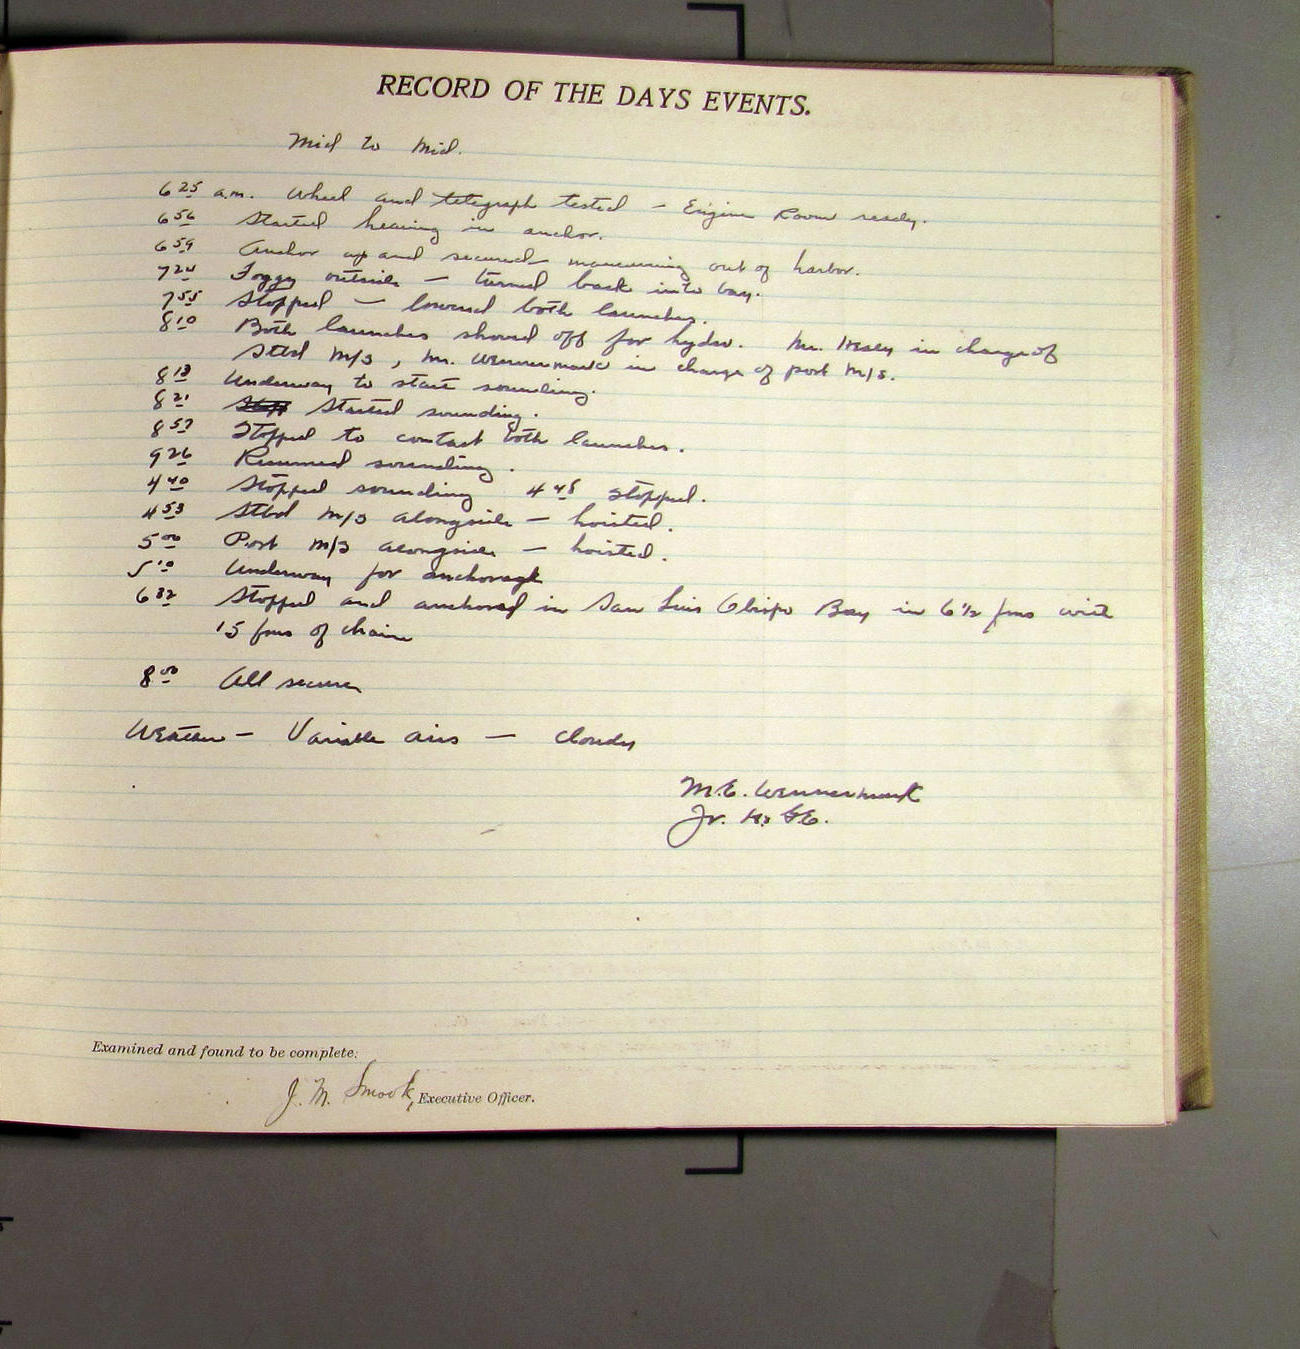 RECORD OF THE DAYS EVENTS.
Mid to Mid.
6 25 a.m. Wheel and telegraph tested – Engine Room ready.
6 56 Started heaving in anchor.
6 59 Anchor up and secured – maneuvering out of harbor.
7 24 Foggy outside – turned back into bay.
7 55 Stopped – lowered both launches.
8 10 Both launches shoved off for hydro. Mr. in charge of
Stbd M/S, Mr. Wennermark in charge of port M/S.
8 13 Underway to start sounding.
8 21 Started sounding.
8 57 Stopped to contact both launches.
9 26 Resumed sounding.
4 40 Stopped sounding 4 48 stopped.
4 53 Stbd M/S alongside – hoisted.
5 00 Port M/S alongside – hoisted.
5 10 Underway for anchorage
6 32 Stopped and anchored in San Luis Obispo Bay in 6 1/2 fms with
15 fms of chain
8 00 All secure
Weather – Variable airs – cloudy
M.E. Wennermark
Jr. H. & G.E.
Examined and found to be complete:
J. M. Smook, Executive Officer.